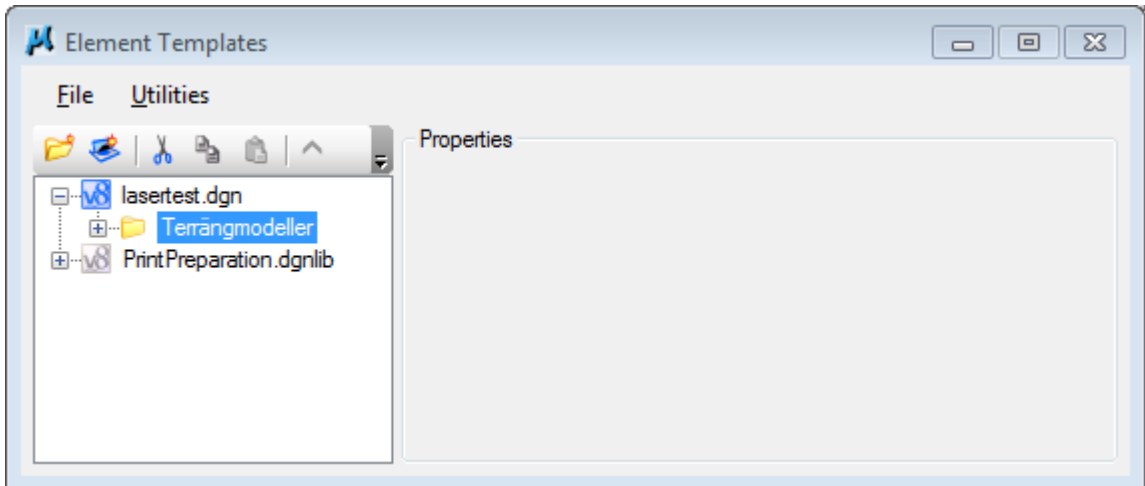 Element Templates
File Utilities
Properties
lasertest.dgn
Terrängmodeller
PrintPreparation.dgnlib